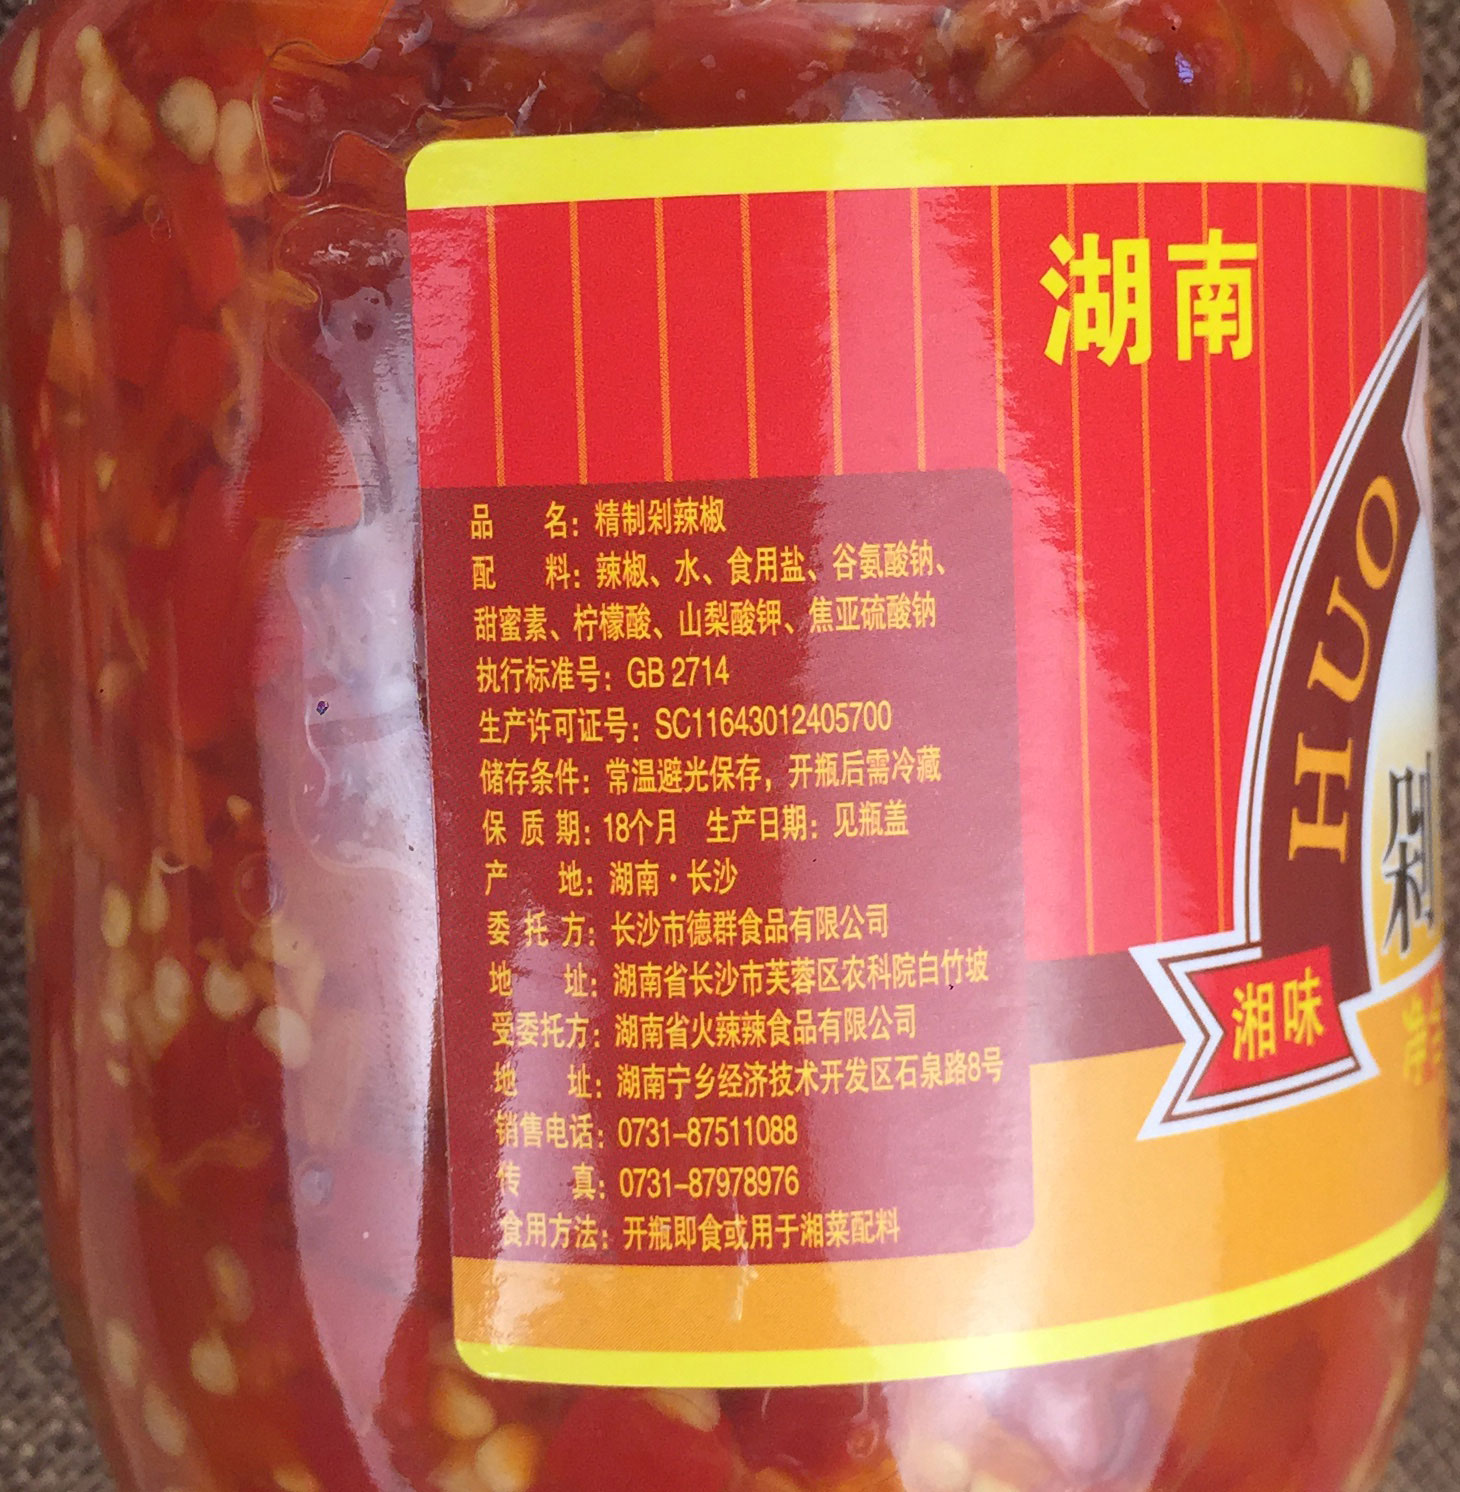 湖南
品 名：精制剁辣椒
配 料：辣椒、水、食用盐、谷氨酸钠、
甜蜜素、柠檬酸、山梨酸钾、焦亚硫酸钠
执行标准号：GB 2714
生产许可证号：SC11643012405700
储存条件：常温避光保存，开瓶后需冷藏
保 质 期：18个月 生产日期：见瓶盖
产 地：湖南·长沙
委 托 方：长沙市德群食品有限公司
地 址：湖南省长沙市芙蓉区农科院白竹坡
受委托方：湖南省火辣辣食品有限公司
地 址：湖南宁乡经济技术开发区石泉路8号
销售电话：0731-87511088
传 真：0731-87978976
食用方法：开瓶即食或用于湘菜配料
HUO
剁
湘味
净